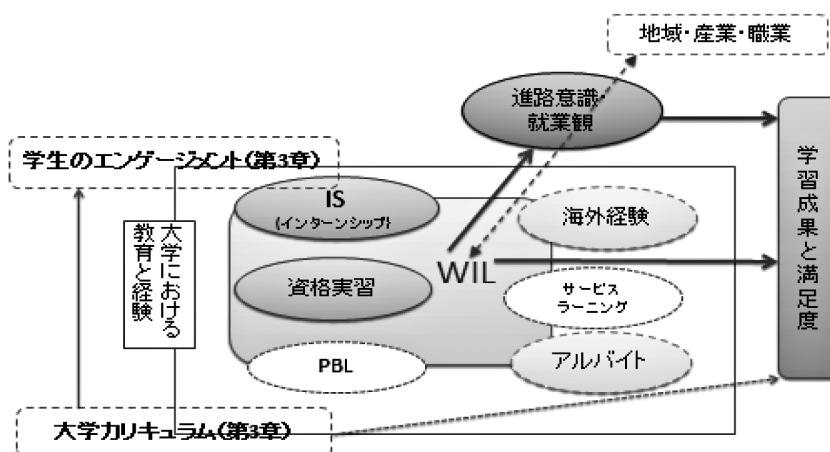 地域・産業・職業
進路意識・
就業観
学生のエンゲージメント(第3章)
IS
(インターンシップ)
海外経験
大学における
教育と経験
資格実習
WIL
サービス
ラーニング
PBL
アルバイト
学習成果と満足度
大学カリキュラム(第3章)